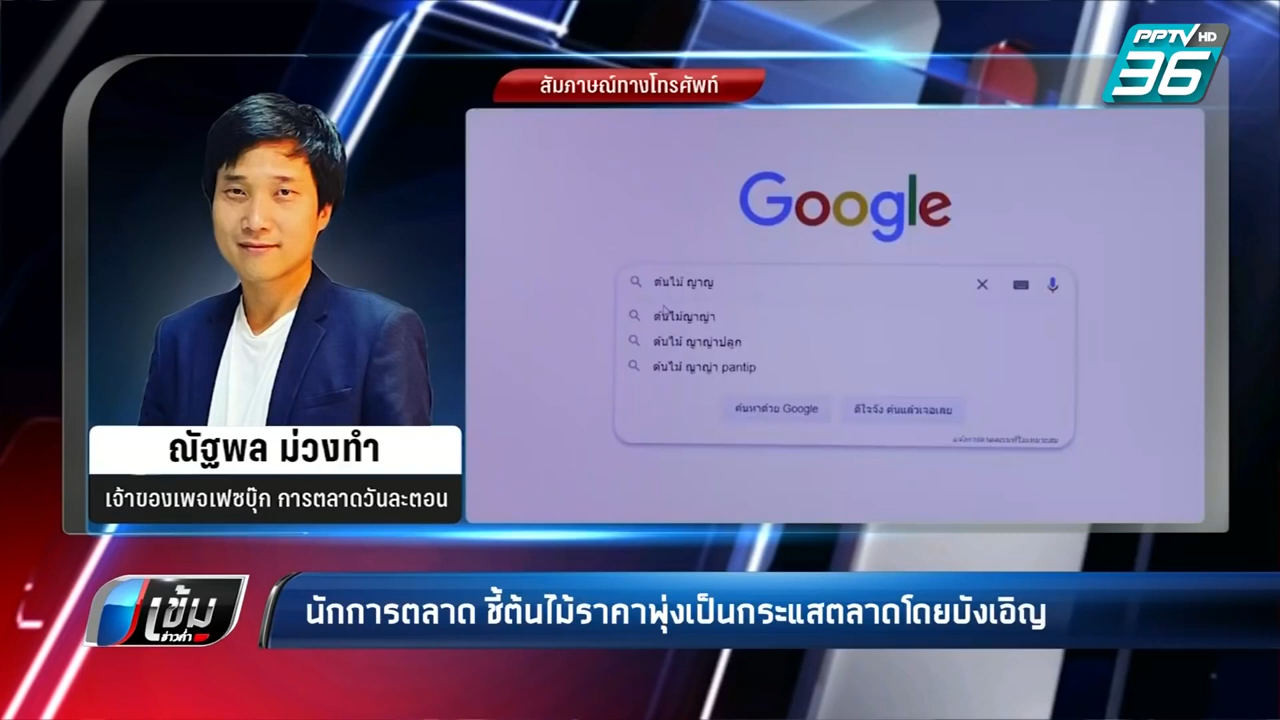 PPTV HD
36
สัมภาษณ์ทางโทรศัพท์
Google
ต้นไม้ ญาญ
ต้นไม้ญาญ่า
ต้นไม้ ญาญ่าปลูก
ต้นไม้ ญาญ่า pantip
ค้นหาด้วย Google
ดีใจจัง ค้นแล้วเจอเลย
ณัฐพล ม่วงทำ
เจ้าของเพจเฟซบุ๊ก การตลาดวันละตอน
เข้ม
ข่าวค่ำ
นักการตลาด ชี้ต้นไม้ราคาพุ่งเป็นกระแสตลาดโดยบังเอิญ